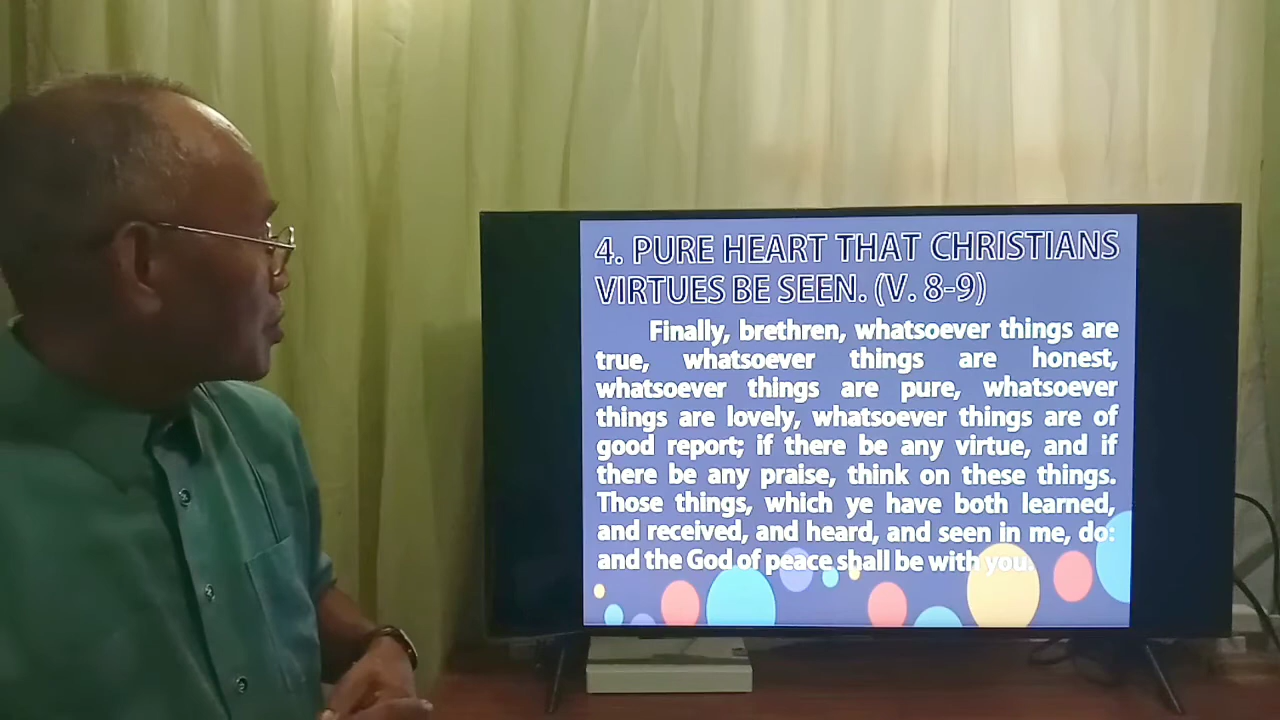 4. PURE HEART THAT CHRISTIANS
VIRTUES BE SEEN. (V. 8-9)
Finally, brethren, whatsoever things are
true, whatsoever things are honest,
whatsoever things are pure, whatsoever
things are lovely, whatsoever things are of
good report; if there be any virtue, and if
there be any praise, think on these things.
Those things, which ye have both learned,
and received, and heard, and seen in me, do:
and the God of peace shall be with you.